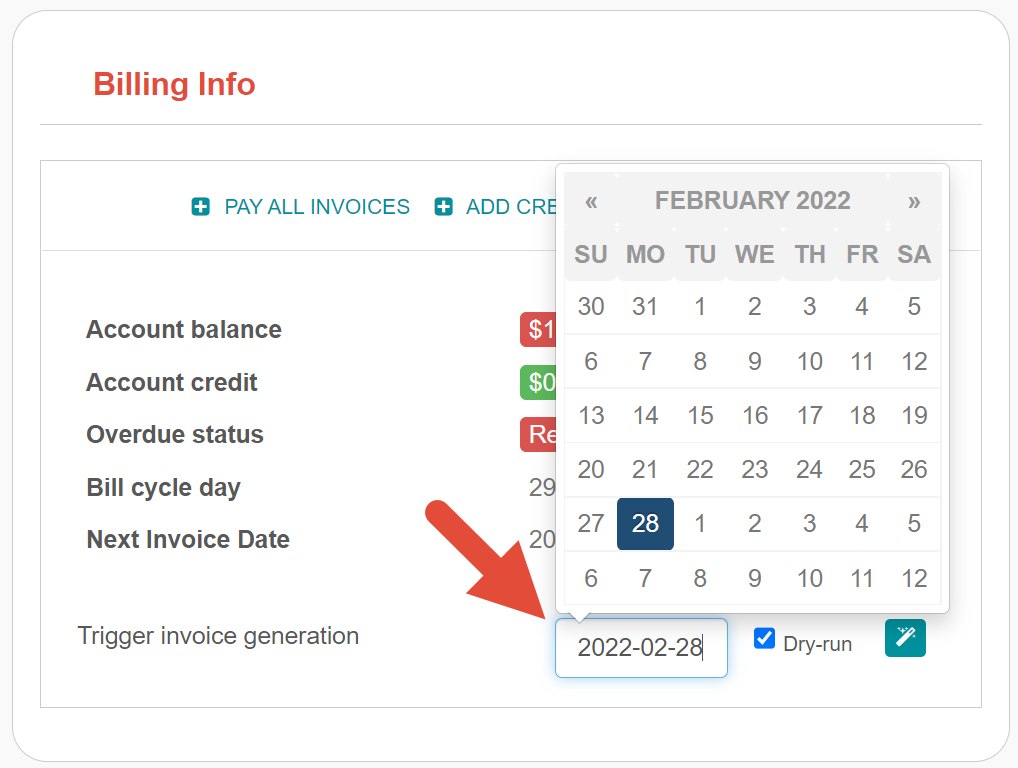 Billing Info
PAY ALL INVOICES ADD CRE
« FEBRUARY 2022 »
SU MO TU WE TH FR SA
30 31 1 2 3 4 5
6 7 8 9 10 11 12
13 14 15 16 17 18 19
20 21 22 23 24 25 26
27 28 1 2 3 4 5
6 7 8 9 10 11 12
Account balance $1
Account credit $0
Overdue status Re
Bill cycle day 29
Next Invoice Date 20
Trigger invoice generation 2022-02-28 Dry-run